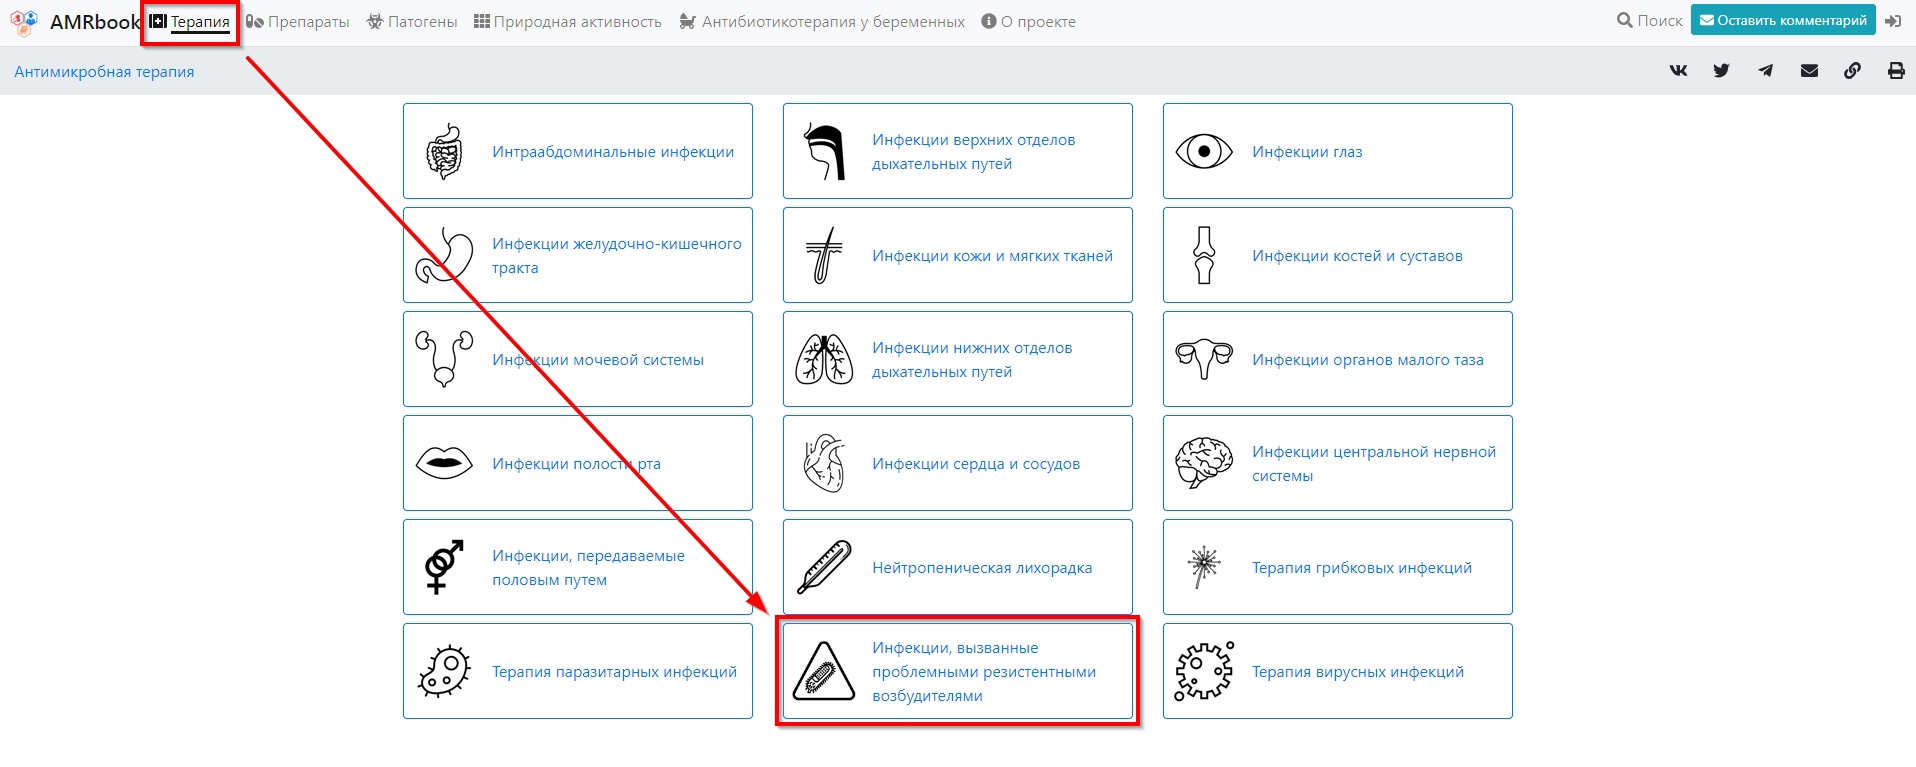 AMRbook Терапия Препараты Патогены Природная активность Антибиотикотерапия у беременных О проекте Поиск Оставить комментарий
Антимикробная терапия
Интраабдоминальные инфекции
Инфекции верхних отделов
дыхательных путей
Инфекции глаз
Инфекции желудочно-кишечного
тракта
Инфекции кожи и мягких тканей
Инфекции костей и суставов
Инфекции мочевой системы
Инфекции нижних отделов
дыхательных путей
Инфекции органов малого таза
Инфекции полости рта
Инфекции сердца и сосудов
Инфекции центральной нервной
системы
Инфекции, передаваемые
половым путем
Нейтропеническая лихорадка
Терапия грибковых инфекций
Терапия паразитарных инфекций
Инфекции, вызванные
проблемными резистентными
возбудителями
Терапия вирусных инфекций